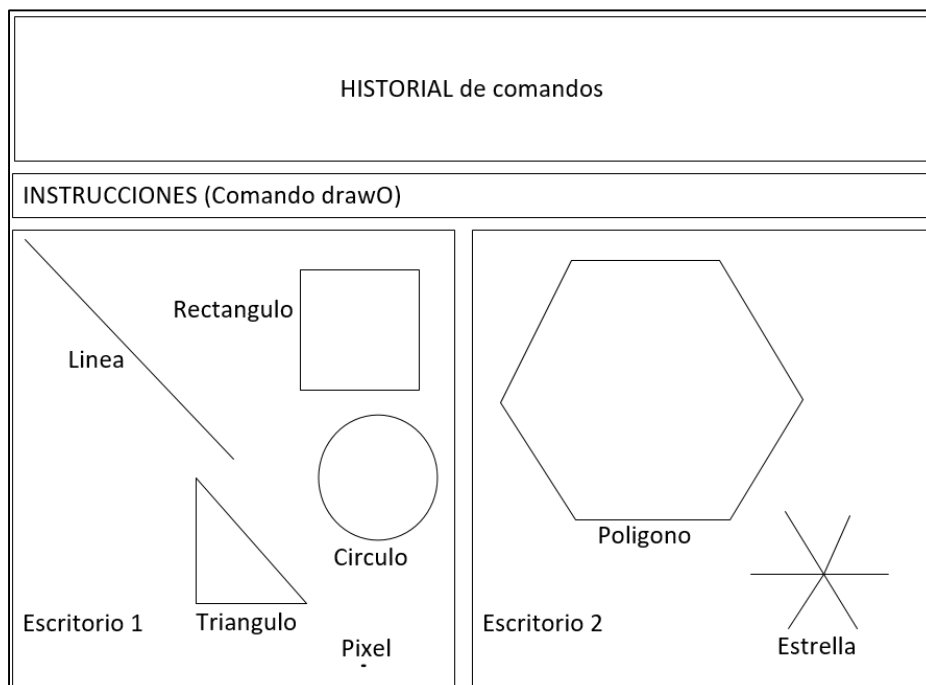 HISTORIAL de comandos
INSTRUCCIONES (Comando drawO)
Rectangulo
Linea
Circulo
Triangulo
Escritorio 1
Pixel
Poligono
Escritorio 2
Estrella